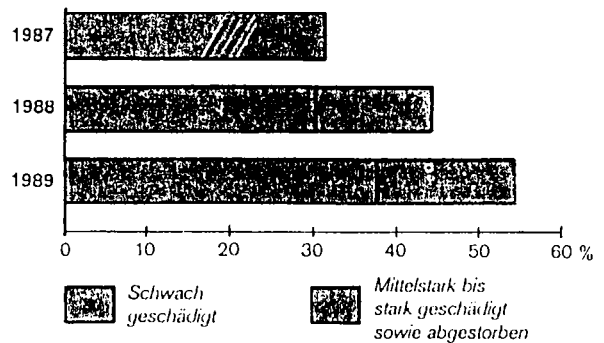 1987
1988
1989
0 10 20 30 40 50 60 %
Schwach
geschädigt
Mittelstark bis
stark geschädigt
sowie abgestorben